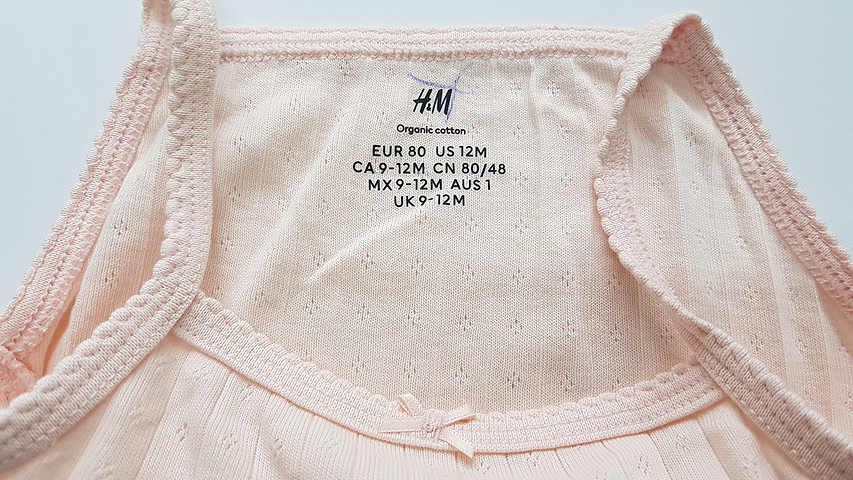 H&M
Organic cotton
EUR 80 US 12M
CA 9-12M CN 80/48
MX 9-12M AUS 1
UK 9-12M